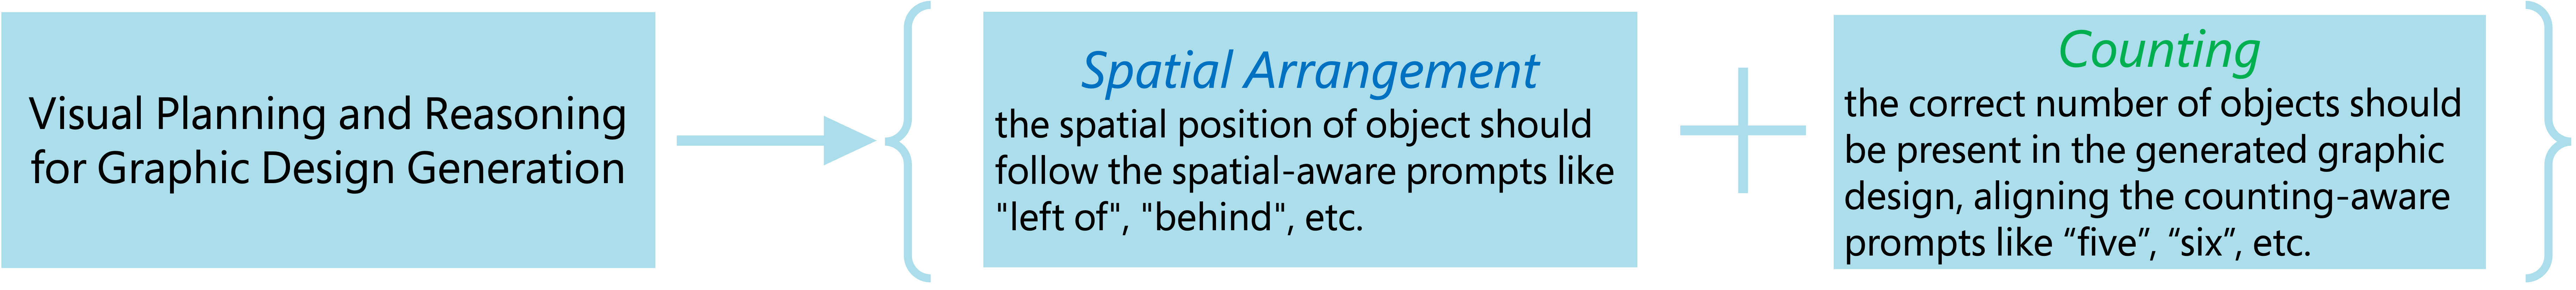 Visual Planning and Reasoning
for Graphic Design Generation
Spatial Arrangement
the spatial position of object should
follow the spatial-aware prompts like
"left of", "behind", etc.
Counting
the correct number of objects should
be present in the generated graphic
design, aligning the counting-aware
prompts like “five”, “six”, etc.